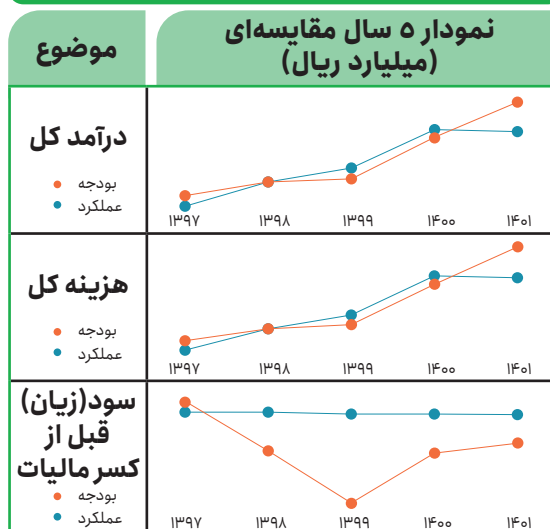 موضوع
نمودار ۵ سال مقایسه‌ای
(میلیارد ریال)
درآمد کل
بودجه
عملکرد
۱۳۹۷ ۱۳۹۸ ۱۳۹۹ ۱۴۰۰ ۱۴۰۱
هزینه کل
بودجه
عملکرد
۱۳۹۷ ۱۳۹۸ ۱۳۹۹ ۱۴۰۰ ۱۴۰۱
سود(زیان)
قبل از
کسر مالیات
بودجه
عملکرد
۱۳۹۷ ۱۳۹۸ ۱۳۹۹ ۱۴۰۰ ۱۴۰۱